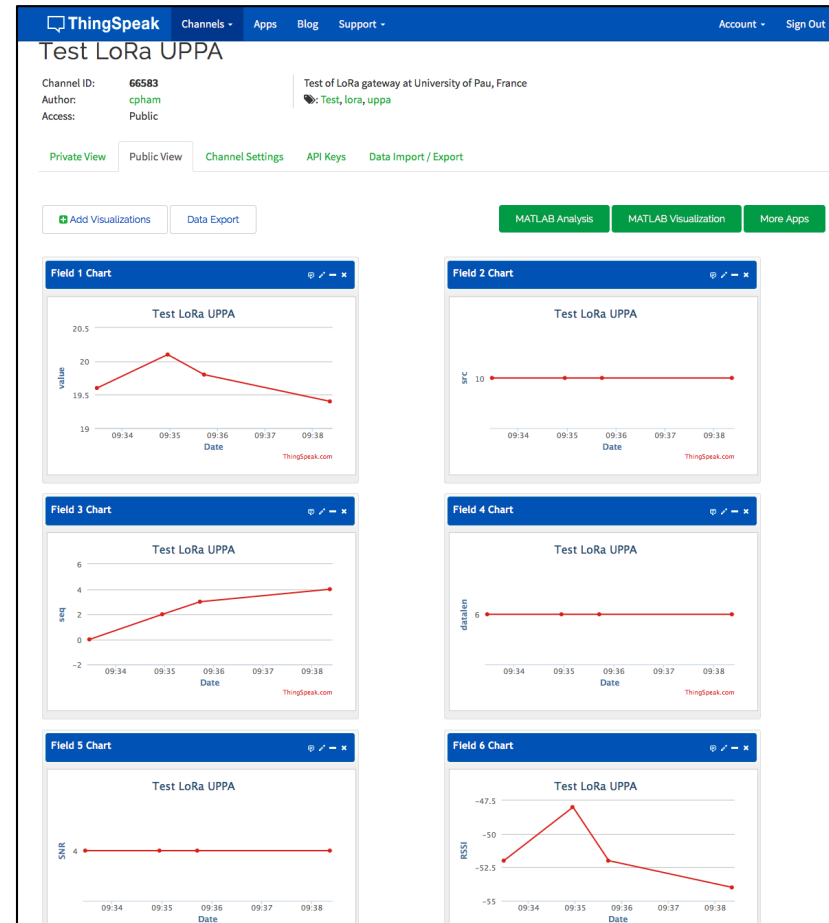 ThingSpeak Channels Apps Blog Support Account Sign Out
Test LoRa UPPA
Channel ID: 66583 Test of LoRa gateway at University of Pau, France
Author: cpham : Test, lora, uppa
Access: Public
Private View Public View Channel Settings API Keys Data Import / Export
Add Visualizations Data Export MATLAB Analysis MATLAB Visualization More Apps
Field 1 Chart
Test LoRa UPPA
value
20.5
20
19.5
19
09:34 09:35 09:36 09:37 09:38
Date
ThingSpeak.com
Field 2 Chart
Test LoRa UPPA
src
10
09:34 09:35 09:36 09:37 09:38
Date
ThingSpeak.com
Field 3 Chart
Test LoRa UPPA
seq
6
4
2
0
−2
09:34 09:35 09:36 09:37 09:38
Date
ThingSpeak.com
Field 4 Chart
Test LoRa UPPA
datalen
6
09:34 09:35 09:36 09:37 09:38
Date
ThingSpeak.com
Field 5 Chart
Test LoRa UPPA
SNR
4
09:34 09:35 09:36 09:37 09:38
Date
Field 6 Chart
Test LoRa UPPA
RSSI
−47.5
−50
−52.5
−55
09:34 09:35 09:36 09:37 09:38
Date